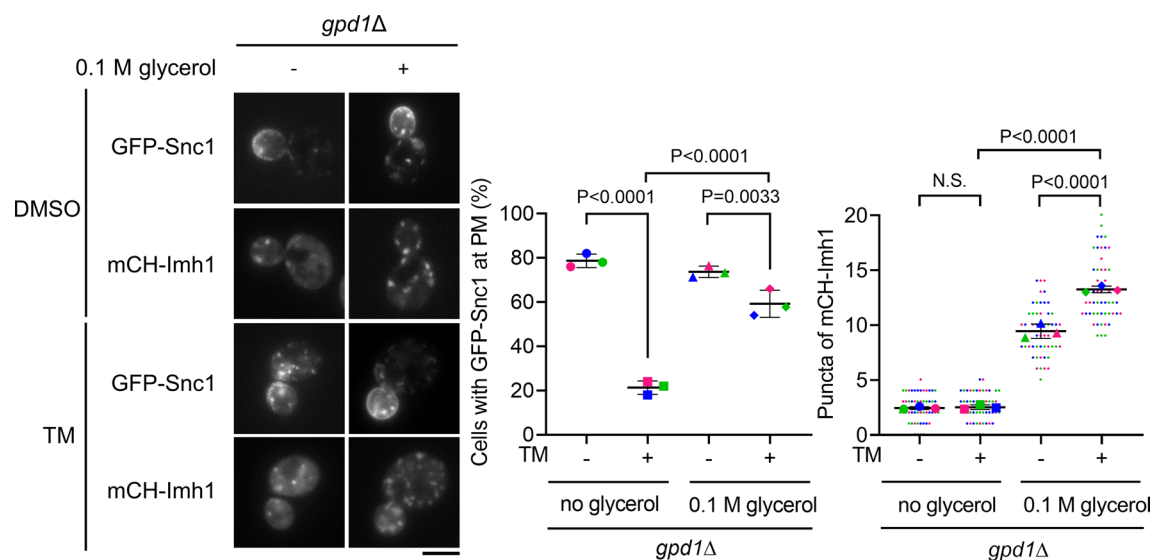 gpd1Δ
0.1 M glycerol - +
DMSO
GFP-Snc1
mCH-Imh1
TM
GFP-Snc1
mCH-Imh1
Cells with GFP-Snc1 at PM (%)
100
80
60
40
20
0
P<0.0001
P<0.0001 P=0.0033
TM - + - +
no glycerol 0.1 M glycerol
gpd1Δ
Puncta of mCH-Imh1
20
15
10
5
0
P<0.0001
N.S. P<0.0001
TM - + - +
no glycerol 0.1 M glycerol
gpd1Δ